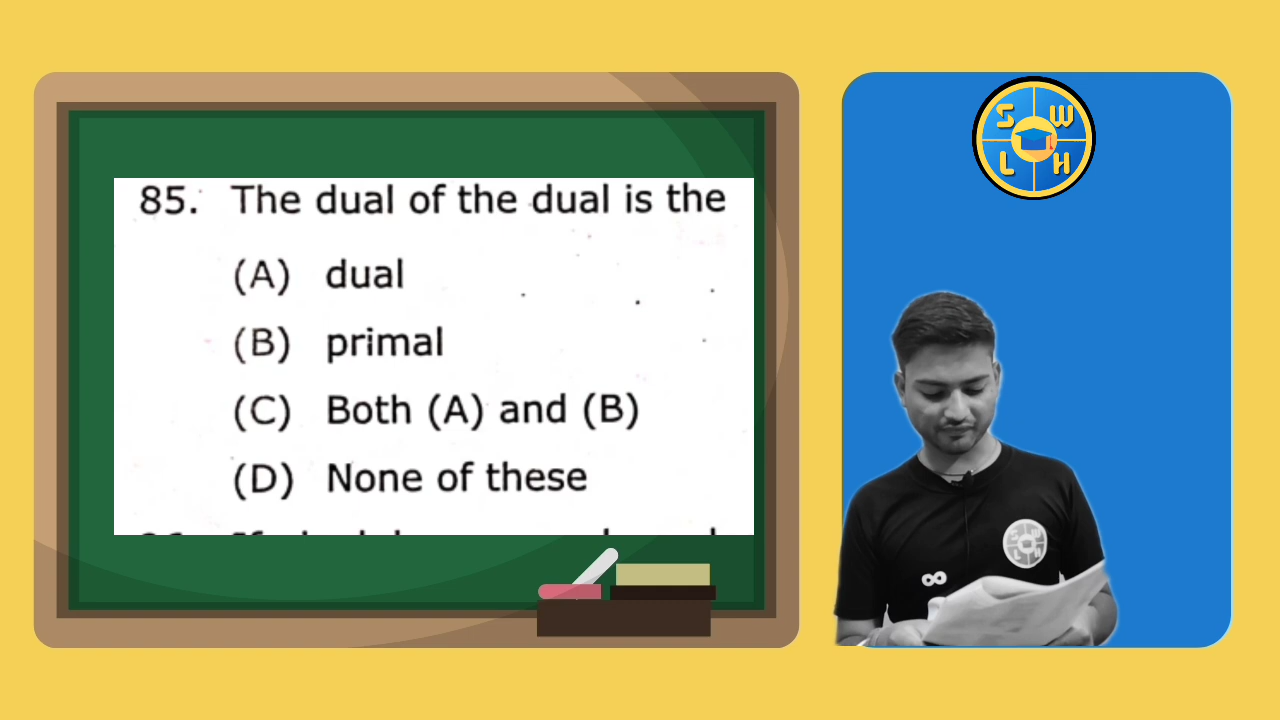 S W
L H
85. The dual of the dual is the
(A) dual
(B) primal
(C) Both (A) and (B)
(D) None of these